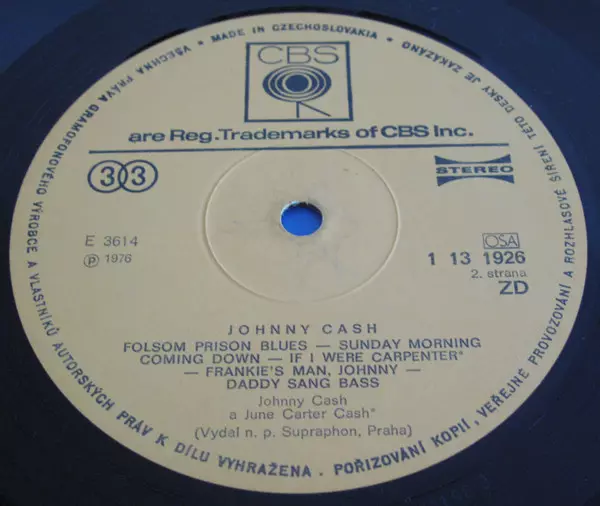 VŠECHNA PRÁVA GRAMOFONOVÉHO VÝROBCE A VLASTNÍKŮ AUTORSKÝCH PRÁV K DÍLU VYHRAŽENA . POŘIZOVÁNÍ KOPIÍ, VEŘEJNÉ PROVOZOVÁNÍ A ROZHLASOVÉ ŠÍŘENÍ TÉTO DESKY JE ZAKÁZÁNO
MADE IN CZECHOSLOVAKIA
CBS
are Reg. Trademarks of CBS Inc.
33
STEREO
E 3614
℗ 1976
OSA
1 13 1926
2. strana
ZD
JOHNNY CASH
FOLSOM PRISON BLUES — SUNDAY MORNING
COMING DOWN — IF I WERE CARPENTER*
— FRANKIE'S MAN, JOHNNY —
DADDY SANG BASS
Johnny Cash
a June Carter Cash*
(Vydal n. p. Supraphon, Praha)